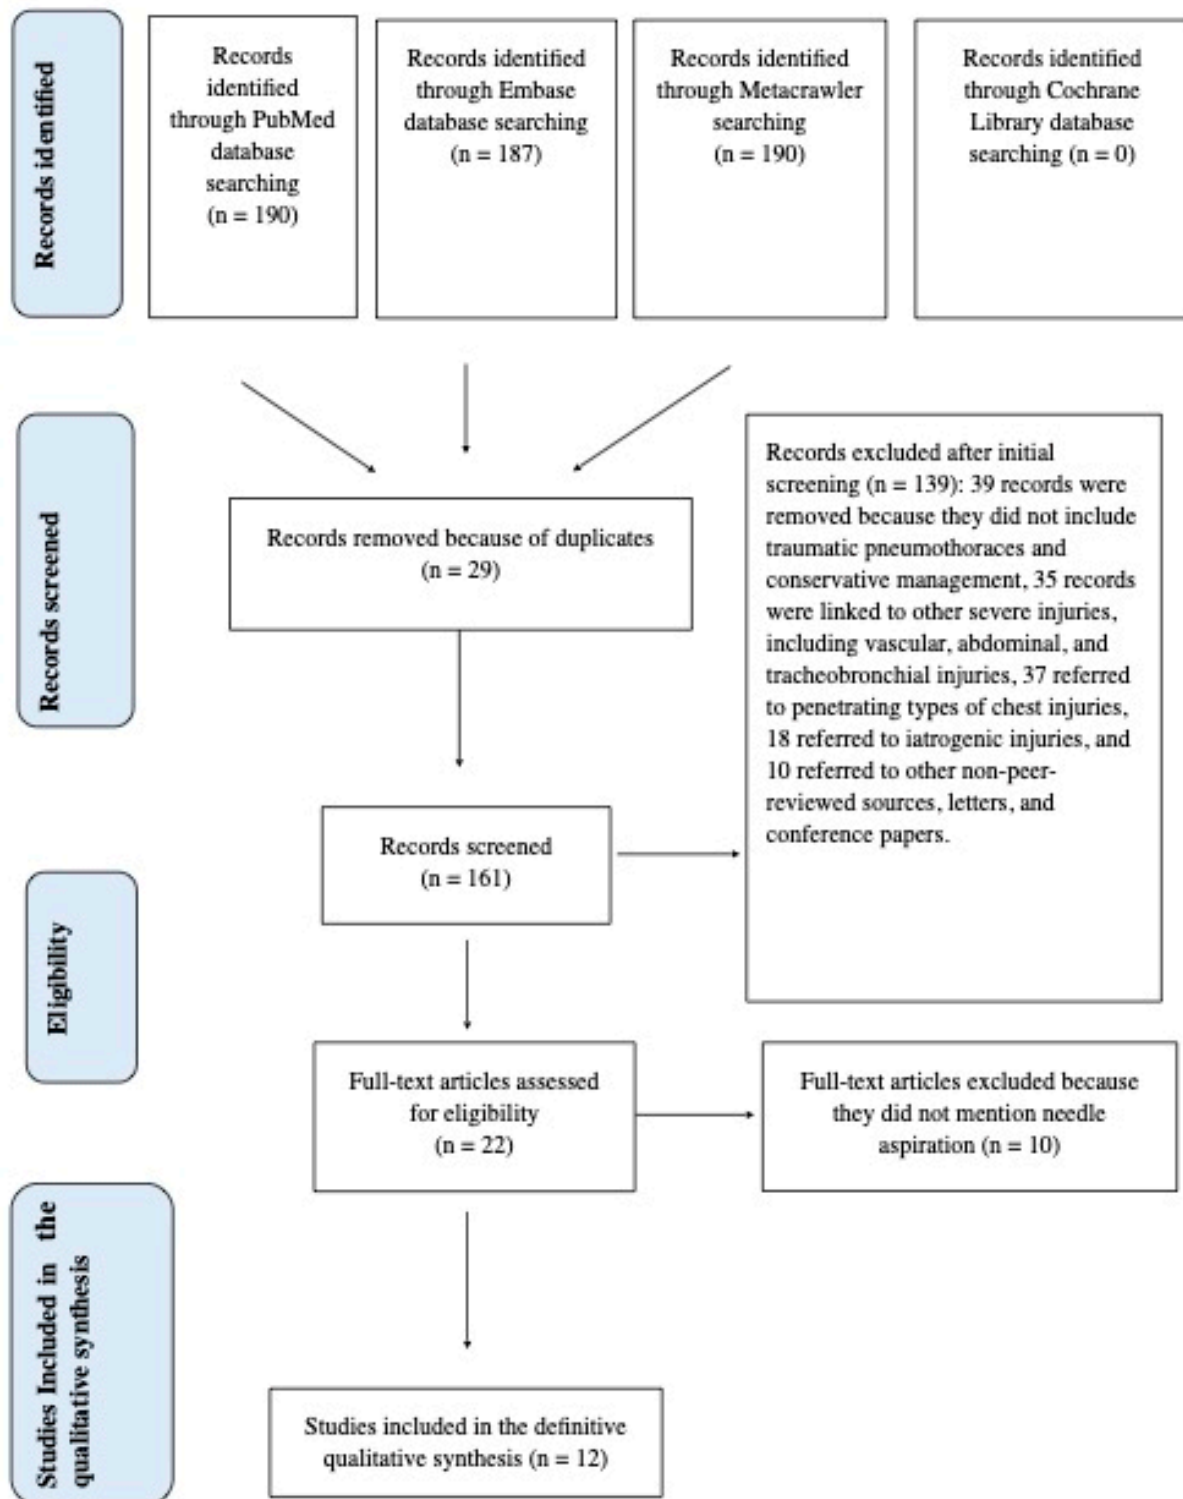 Records identified
Records
identified
through PubMed
database
searching
(n = 190)
Records identified
through Embase
database searching
(n = 187)
Records identified
through Metacrawler
searching
(n = 190)
Records identified
through Cochrane
Library database
searching (n = 0)
Records screened
Records removed because of duplicates
(n = 29)
Records excluded after initial
screening (n = 139): 39 records were
removed because they did not include
traumatic pneumothoraces and
conservative management, 35 records
were linked to other severe injuries,
including vascular, abdominal, and
tracheobronchial injuries, 37 referred
to penetrating types of chest injuries,
18 referred to iatrogenic injuries, and
10 referred to other non-peer-
reviewed sources, letters, and
conference papers.
Records screened
(n = 161)
Eligibility
Full-text articles assessed
for eligibility
(n = 22)
Full-text articles excluded because
they did not mention needle
aspiration (n = 10)
Studies Included in the
qualitative synthesis
Studies included in the definitive
qualitative synthesis (n = 12)